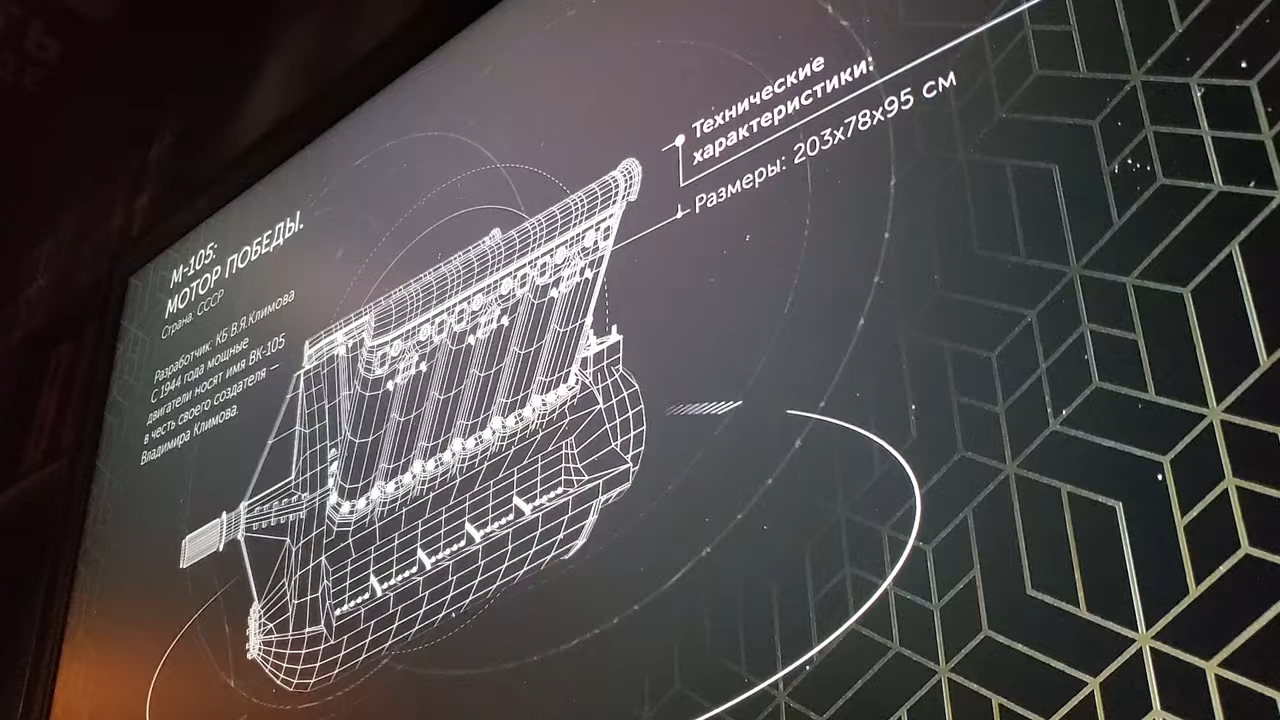 М-105:
МОТОР ПОБЕДЫ.
Страна: СССР
Разработчик: КБ В.Я.Климова
С 1944 года мощные
двигатели носят имя ВК-105
в честь своего создателя —
Владимира Климова.
Технические
характеристики:
Размеры: 203x78x95 см